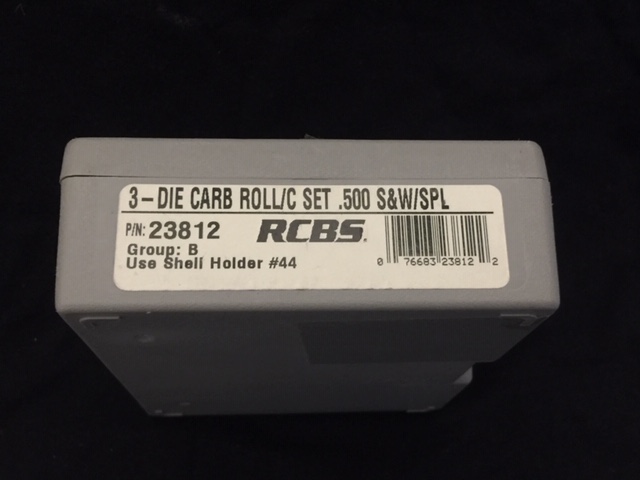 3-DIE CARB ROLL/C SET .500 S&W/SPL
P/N: 23812 RCBS.
Group: B
Use Shell Holder #44
0 76683 23812 2